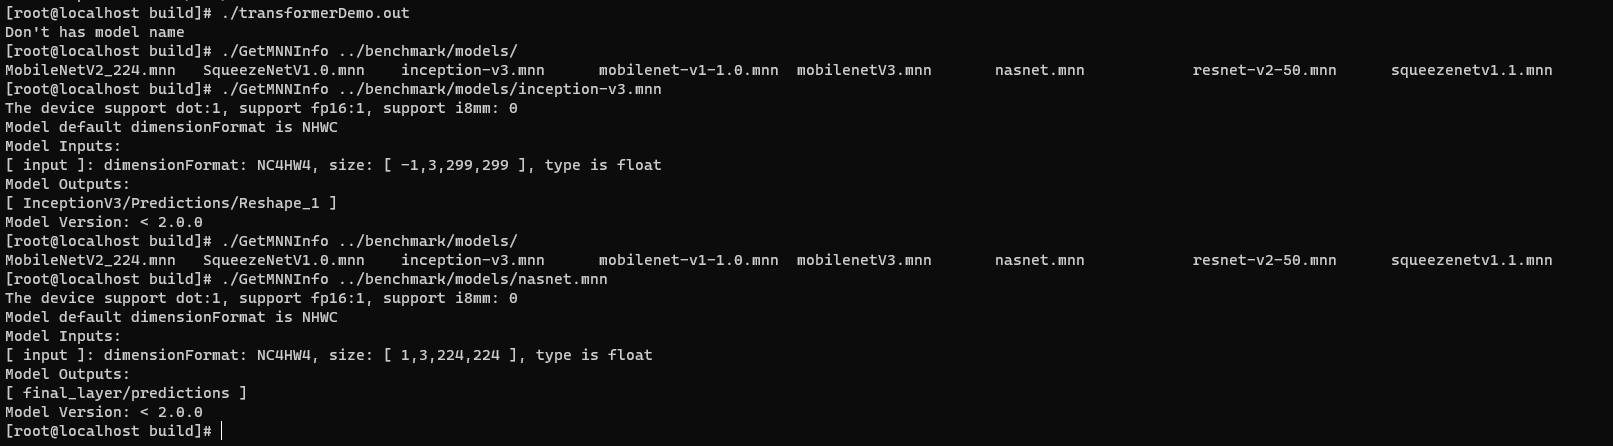 [root@localhost build]# ./transformerDemo.out
Don't has model name
[root@localhost build]# ./GetMNNInfo ../benchmark/models/
MobileNetV2_224.mnn SqueezeNetV1.0.mnn inception-v3.mnn mobilenet-v1-1.0.mnn mobilenetV3.mnn nasnet.mnn resnet-v2-50.mnn squeezenetv1.1.mnn
[root@localhost build]# ./GetMNNInfo ../benchmark/models/inception-v3.mnn
The device support dot:1, support fp16:1, support i8mm: 0
Model default dimensionFormat is NHWC
Model Inputs:
[ input ]: dimensionFormat: NC4HW4, size: [ -1,3,299,299 ], type is float
Model Outputs:
[ InceptionV3/Predictions/Reshape_1 ]
Model Version: < 2.0.0
[root@localhost build]# ./GetMNNInfo ../benchmark/models/
MobileNetV2_224.mnn SqueezeNetV1.0.mnn inception-v3.mnn mobilenet-v1-1.0.mnn mobilenetV3.mnn nasnet.mnn resnet-v2-50.mnn squeezenetv1.1.mnn
[root@localhost build]# ./GetMNNInfo ../benchmark/models/nasnet.mnn
The device support dot:1, support fp16:1, support i8mm: 0
Model default dimensionFormat is NHWC
Model Inputs:
[ input ]: dimensionFormat: NC4HW4, size: [ 1,3,224,224 ], type is float
Model Outputs:
[ final_layer/predictions ]
Model Version: < 2.0.0
[root@localhost build]#